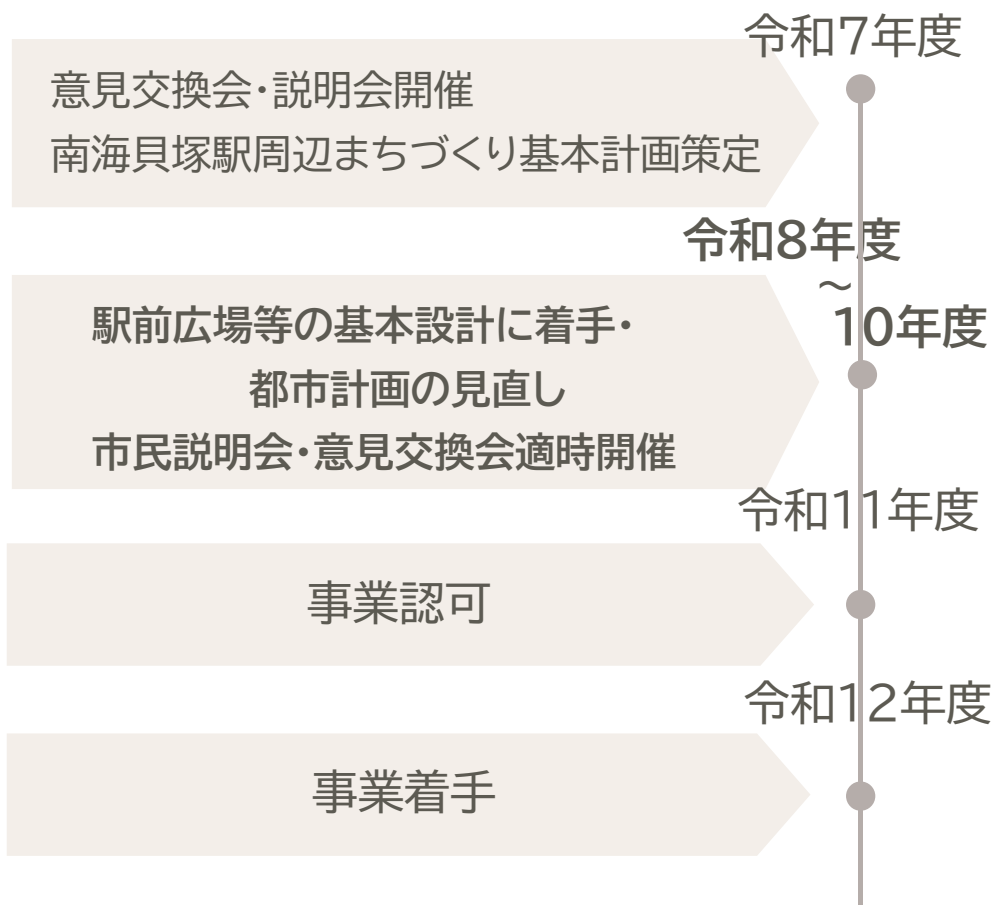 令和7年度
意見交換会・説明会開催
南海貝塚駅周辺まちづくり基本計画策定
令和8年度
~
10年度
駅前広場等の基本設計に着手・
都市計画の見直し
市民説明会・意見交換会適時開催
令和11年度
事業認可
令和12年度
事業着手